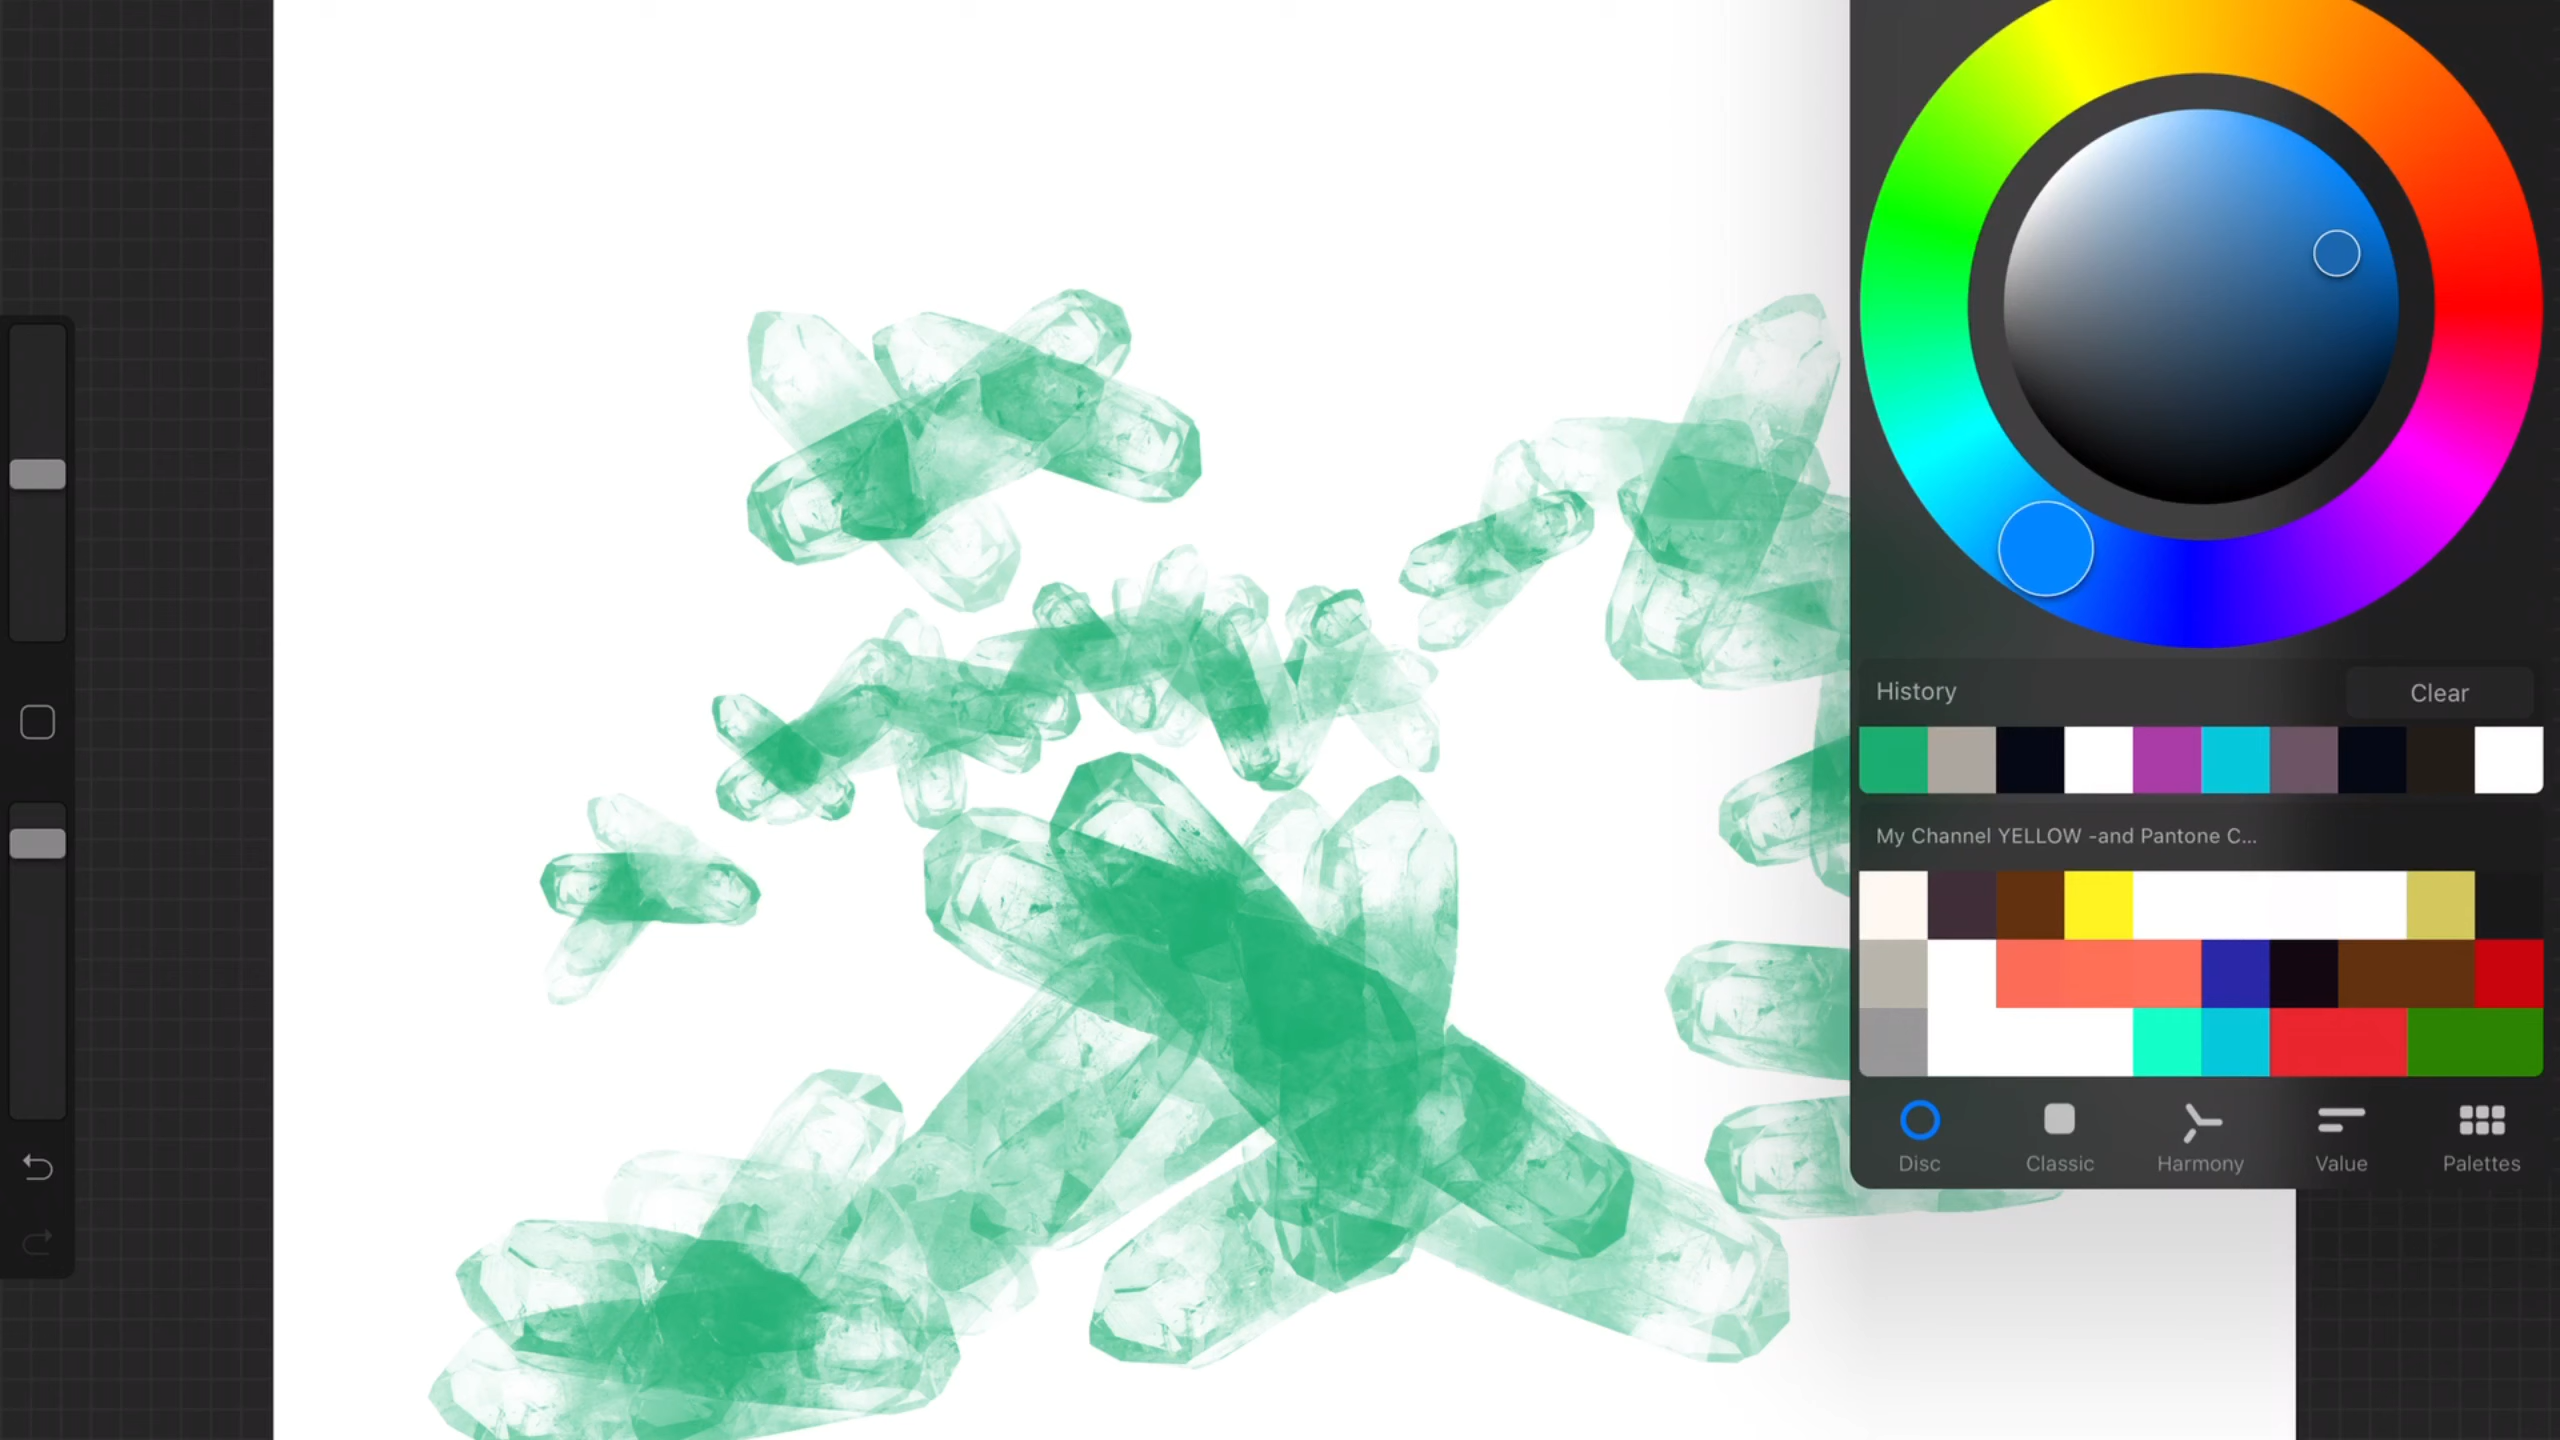 History
Clear
My Channel YELLOW -and Pantone C...
Disc
Classic
Harmony
Value
Palettes